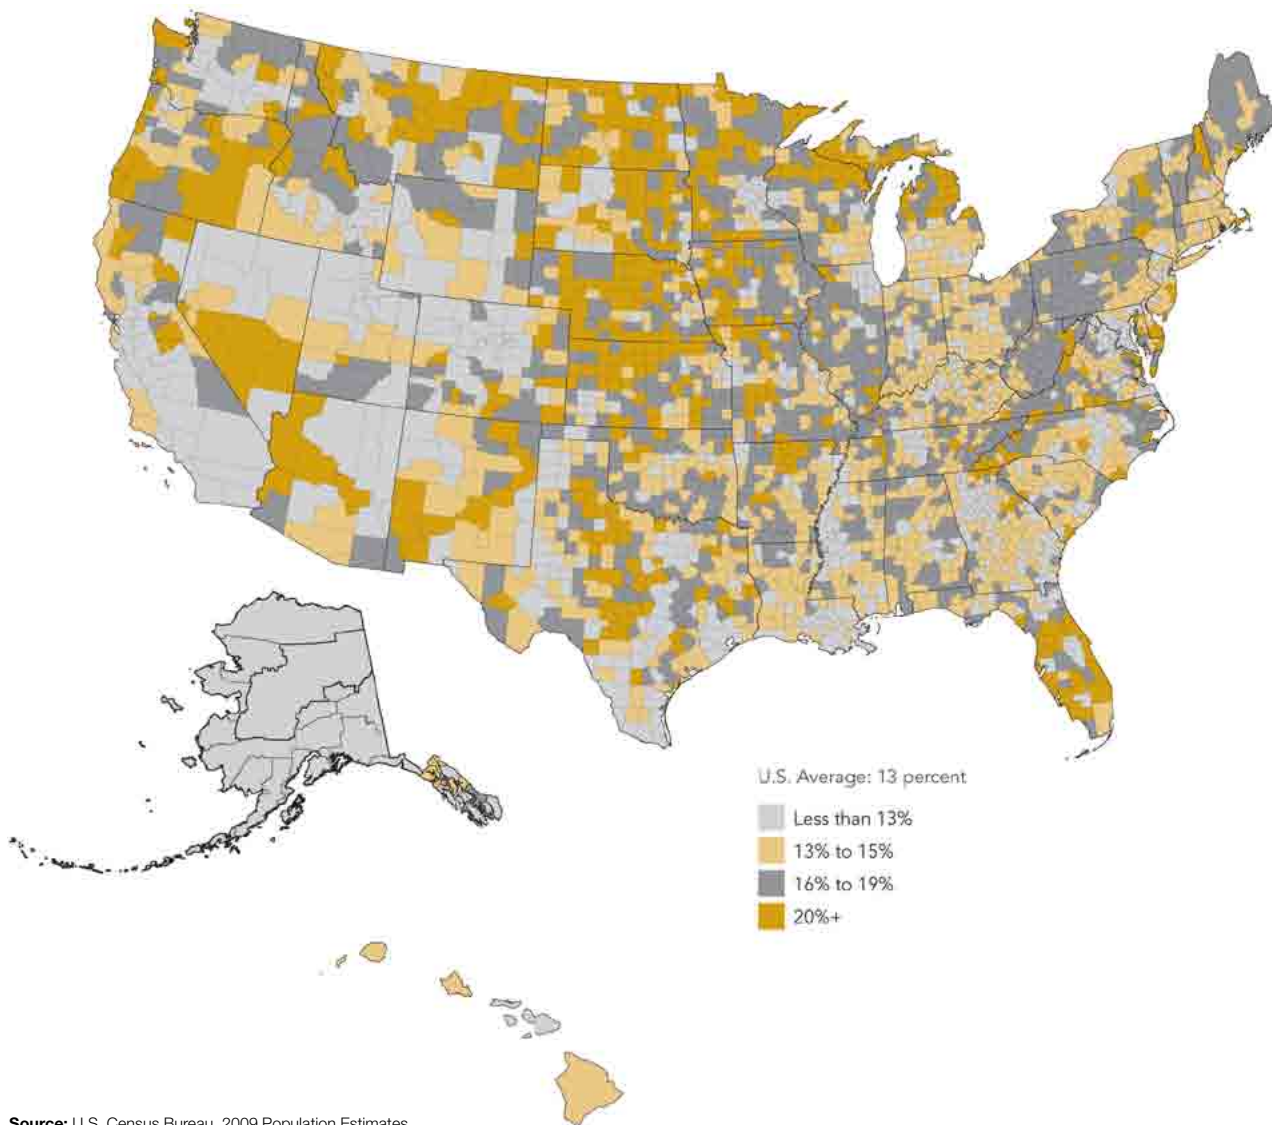 U.S. Average: 13 percent
Less than 13%
13% to 15%
16% to 19%
20%+
Source: U.S. Census Bureau, 2009 Population Estimates